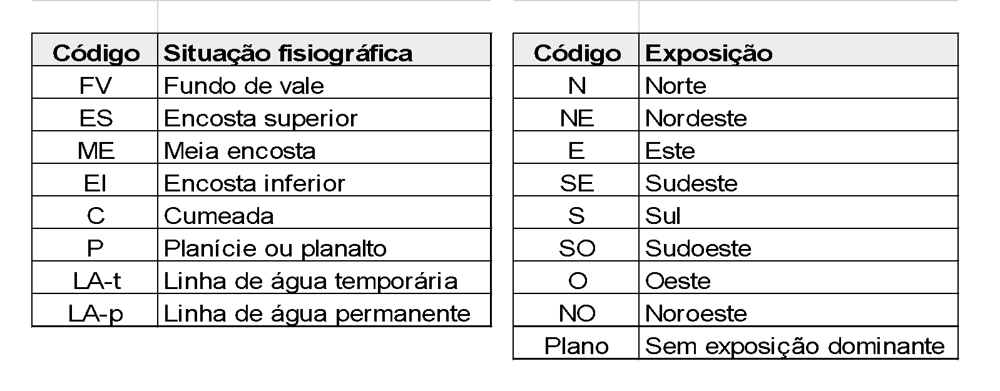 Código Situação fisiográfica
FV Fundo de vale
ES Encosta superior
ME Meia encosta
EI Encosta inferior
C Cumeada
P Planície ou planalto
LA-t Linha de água temporária
LA-p Linha de água permanente
Código Exposição
N Norte
NE Nordeste
E Este
SE Sudeste
S Sul
SO Sudoeste
O Oeste
NO Noroeste
Plano Sem exposição dominante